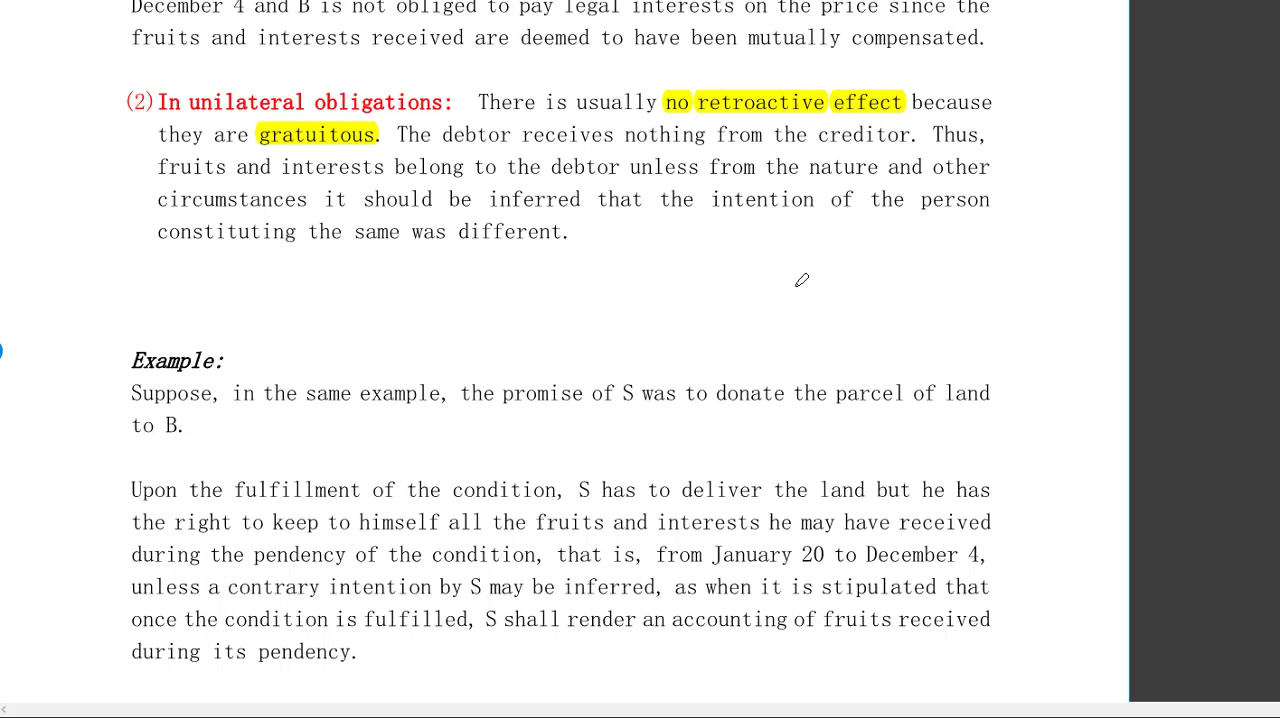 December 4 and B is not obliged to pay legal interests on the price since the
fruits and interests received are deemed to have been mutually compensated.
(2) In unilateral obligations: There is usually no retroactive effect because
they are gratuitous. The debtor receives nothing from the creditor. Thus,
fruits and interests belong to the debtor unless from the nature and other
circumstances it should be inferred that the intention of the person
constituting the same was different.
Example:
Suppose, in the same example, the promise of S was to donate the parcel of land
to B.
Upon the fulfillment of the condition, S has to deliver the land but he has
the right to keep to himself all the fruits and interests he may have received
during the pendency of the condition, that is, from January 20 to December 4,
unless a contrary intention by S may be inferred, as when it is stipulated that
once the condition is fulfilled, S shall render an accounting of fruits received
during its pendency.